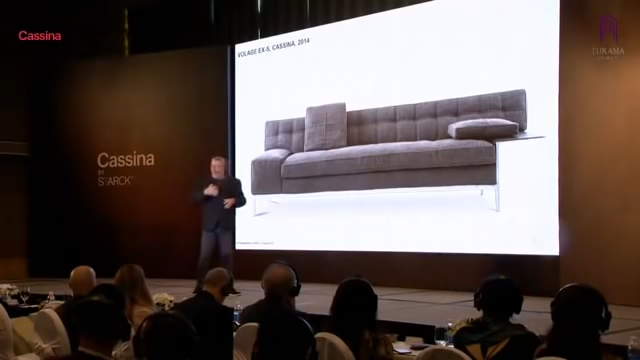 Cassina
VOLAGE EX-S, CASSINA, 2014
EURASIA
Cassina
BY
STARCK